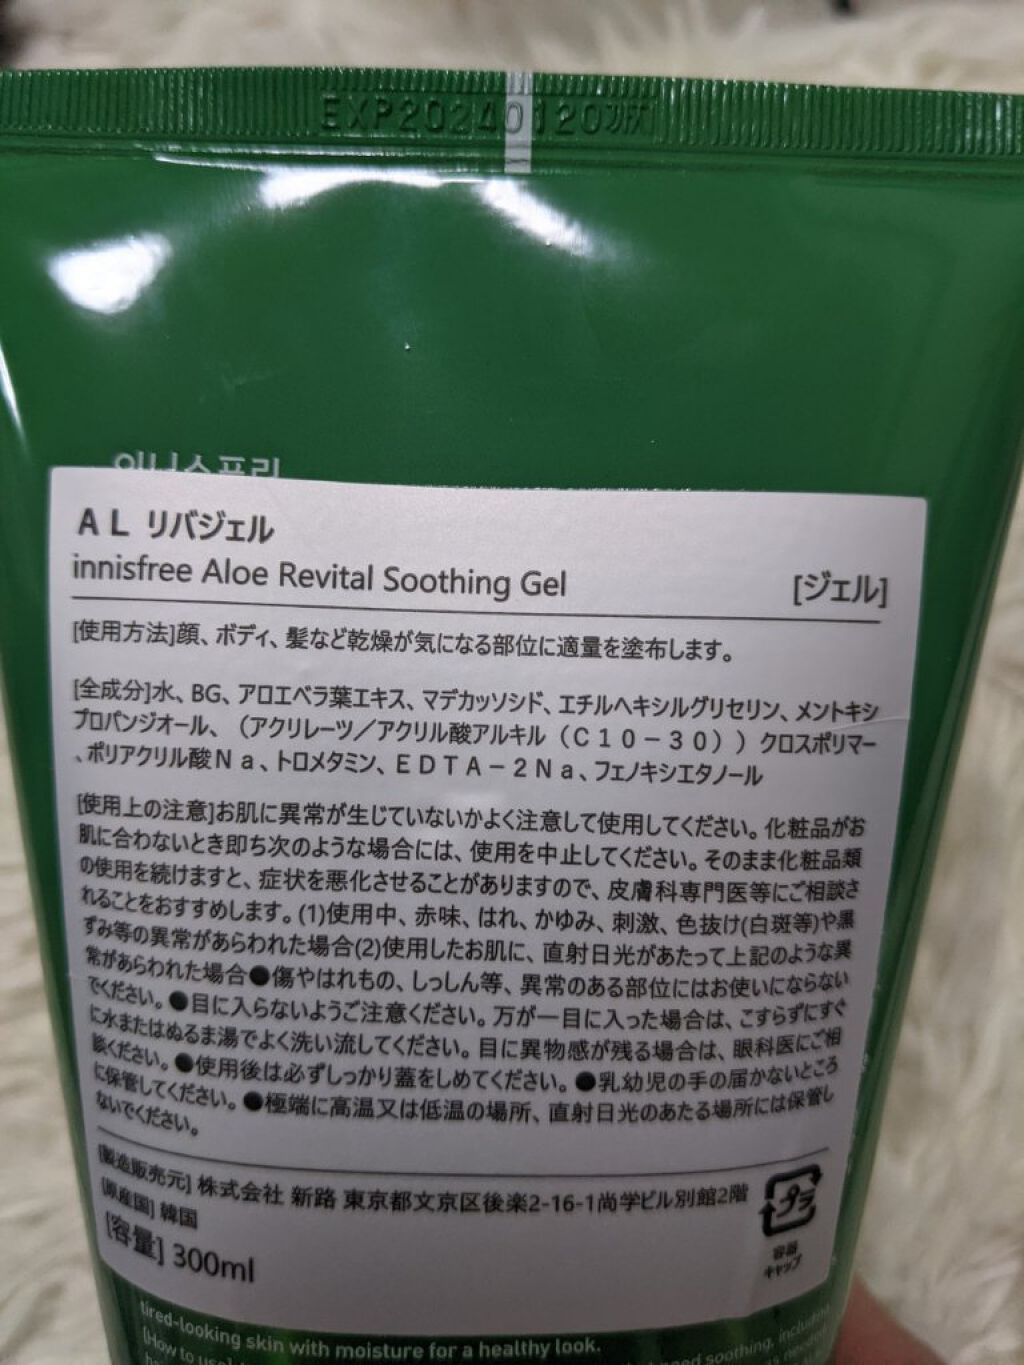 EXP20240120까지
이니스프리
ＡＬ リバジェル
innisfree Aloe Revital Soothing Gel [ジェル]
[使用方法]顔、ボディ、髪など乾燥が気になる部位に適量を塗布します。
[全成分]水、BG、アロエベラ葉エキス、マデカッソシド、エチルヘキシルグリセリン、メントキシ
プロパンジオール、（アクリレーツ／アクリル酸アルキル（Ｃ１０－３０））クロスポリマー
、ポリアクリル酸Ｎａ、トロメタミン、ＥＤＴＡ－２Ｎａ、フェノキシエタノール
[使用上の注意]お肌に異常が生じていないかよく注意して使用してください。化粧品がお
肌に合わないとき即ち次のような場合には、使用を中止してください。そのまま化粧品類
の使用を続けますと、症状を悪化させることがありますので、皮膚科専門医等にご相談さ
れることをおすすめします。(1)使用中、赤味、はれ、かゆみ、刺激、色抜け(白斑等)や黒
ずみ等の異常があらわれた場合(2)使用したお肌に、直射日光があたって上記のような異
常があらわれた場合●傷やはれもの、しっしん等、異常のある部位にはお使いにならない
でください。●目に入らないようご注意ください。万が一目に入った場合は、こすらずにすぐ
に水またはぬるま湯でよく洗い流してください。目に異物感が残る場合は、眼科医にご相
談ください。●使用後は必ずしっかり蓋をしめてください。●乳幼児の手の届かないところ
に保管してください。●極端に高温又は低温の場所、直射日光のあたる場所には保管し
ないでください。
[製造販売元] 株式会社 新路 東京都文京区後楽2-16-1尚学ビル別館2階
[原産国] 韓国
[容量] 300ml
プラ
容器
キャップ
tired-looking skin with moisture for a healthy look.
[How to use] need soothing, including